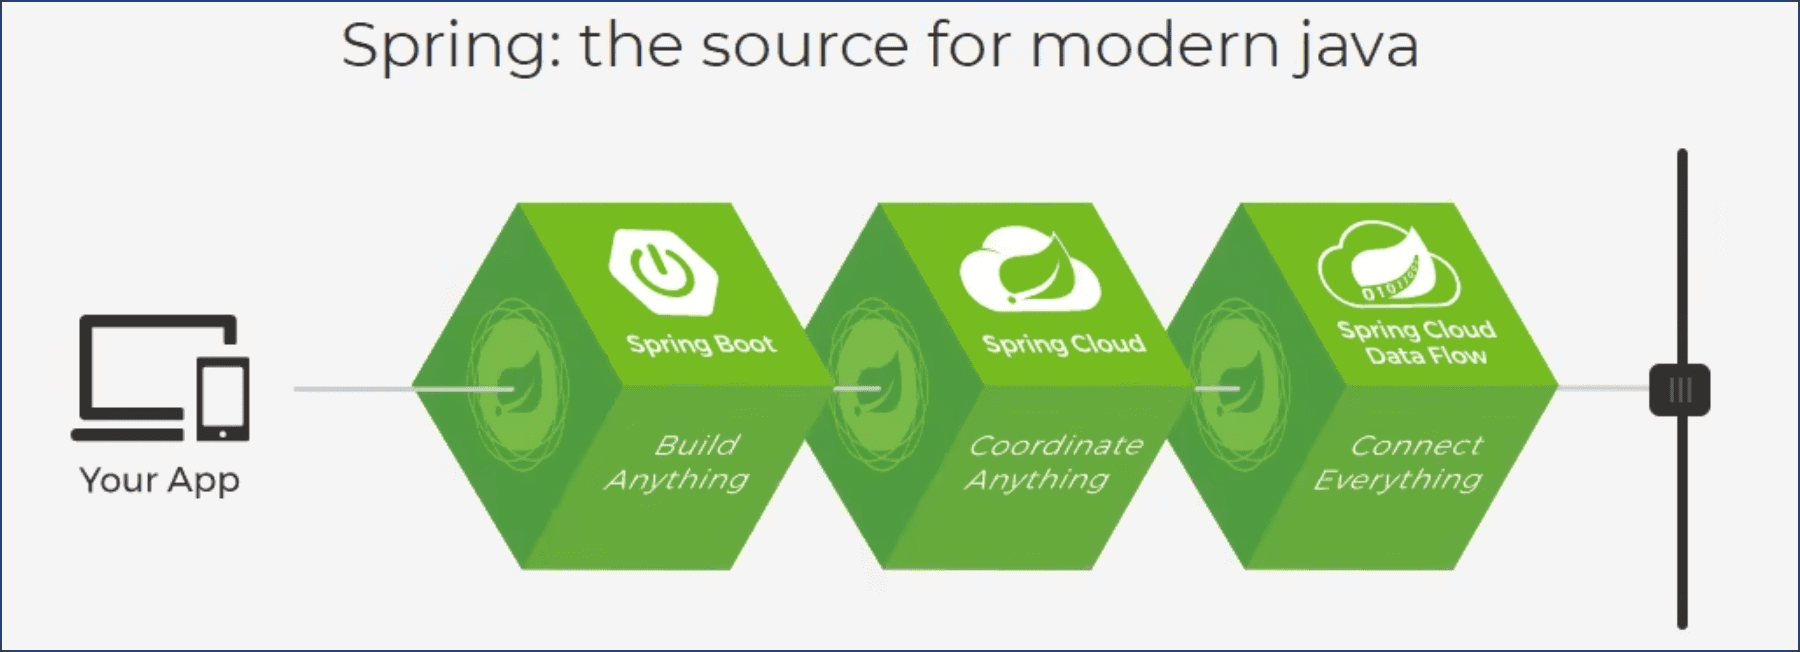 Spring: the source for modern java
Your App
Spring Boot
Build
Anything
Spring Cloud
Coordinate
Anything
Spring Cloud
Data Flow
Connect
Everything